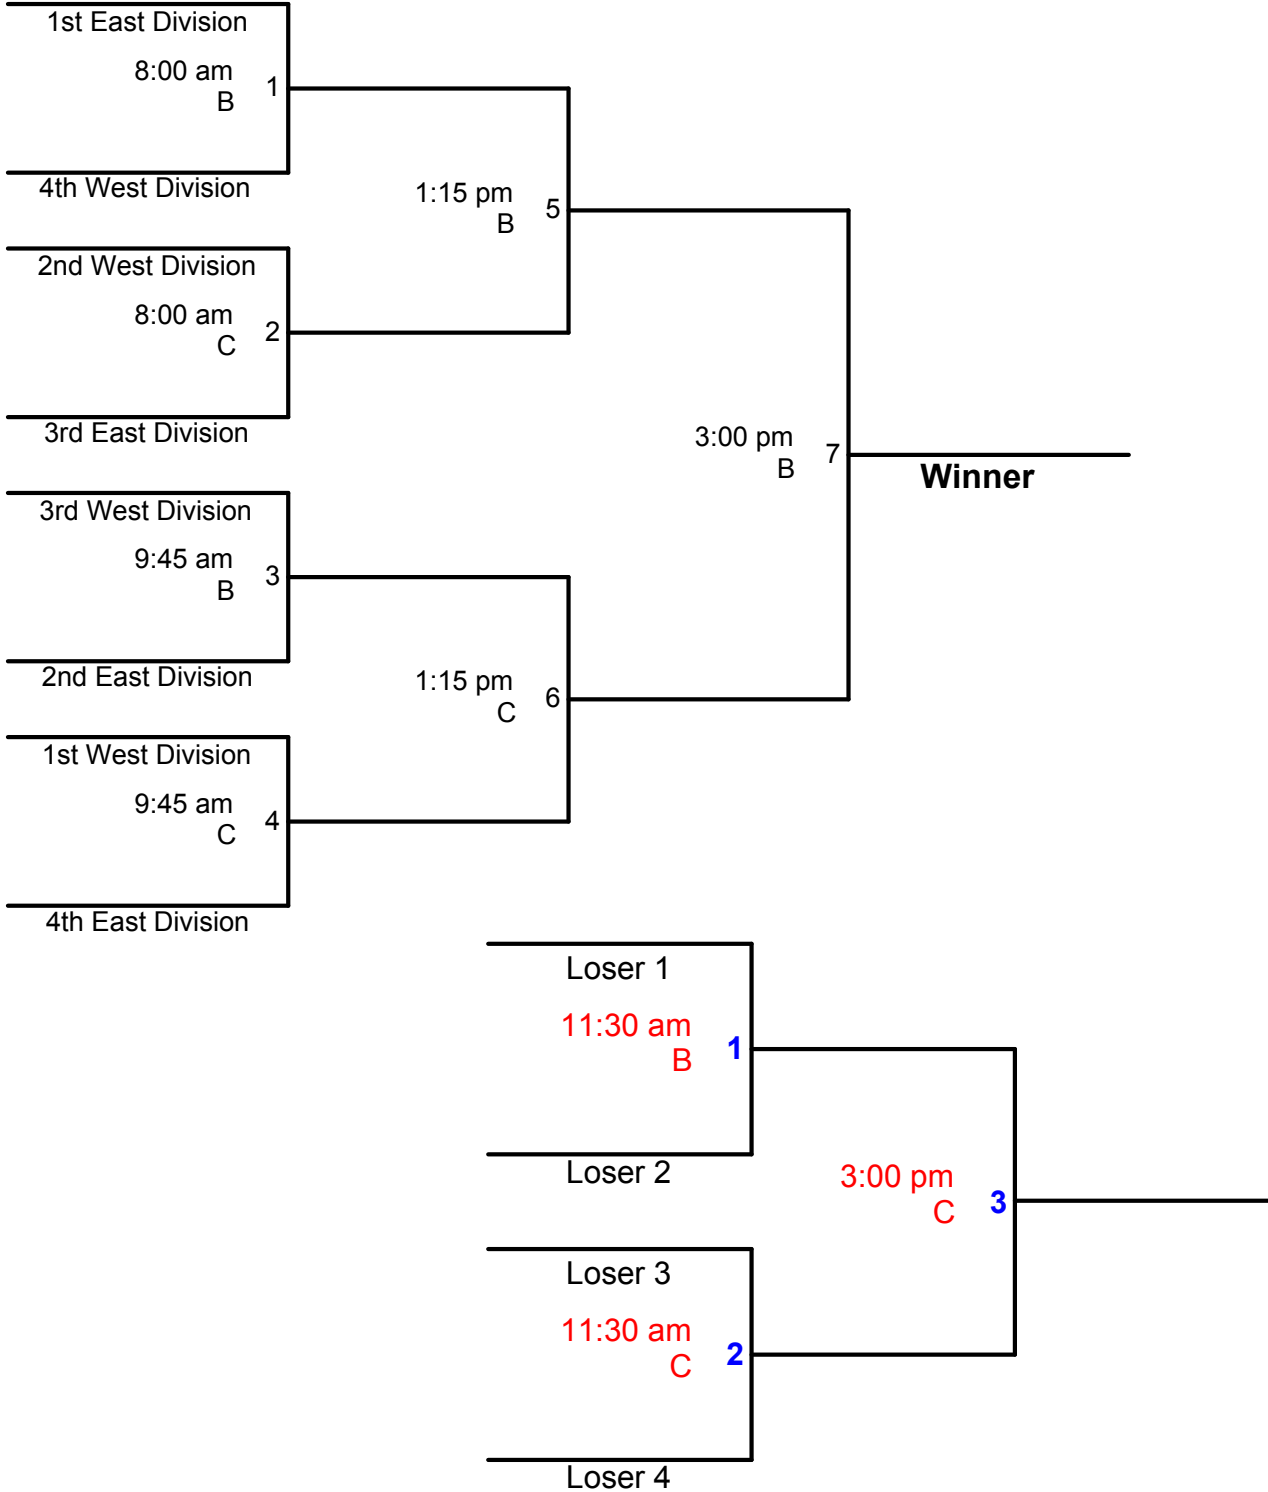 1st East Division
8:00 am
B
1
4th West Division
1:15 pm
B
5
2nd West Division
8:00 am
C
2
3rd East Division
3:00 pm
B
7
Winner
3rd West Division
9:45 am
B
3
2nd East Division
1:15 pm
C
6
1st West Division
9:45 am
C
4
4th East Division
Loser 1
11:30 am
B
1
Loser 2
3:00 pm
C
3
Loser 3
11:30 am
C
2
Loser 4